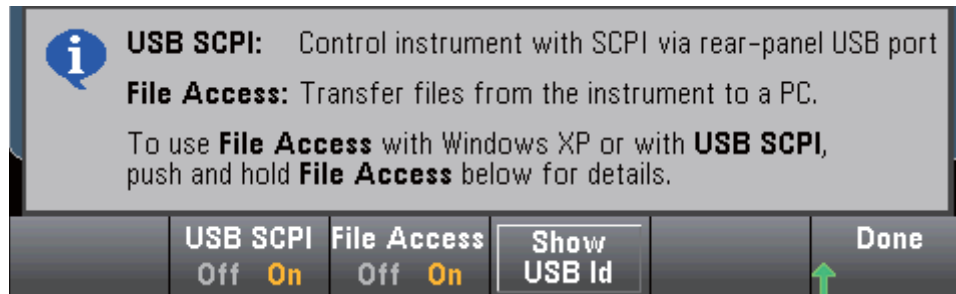 USB SCPI: Control instrument with SCPI via rear-panel USB port
File Access: Transfer files from the instrument to a PC.
To use File Access with Windows XP or with USB SCPI,
push and hold File Access below for details.
USB SCPI File Access Show Done
Off On Off On USB Id